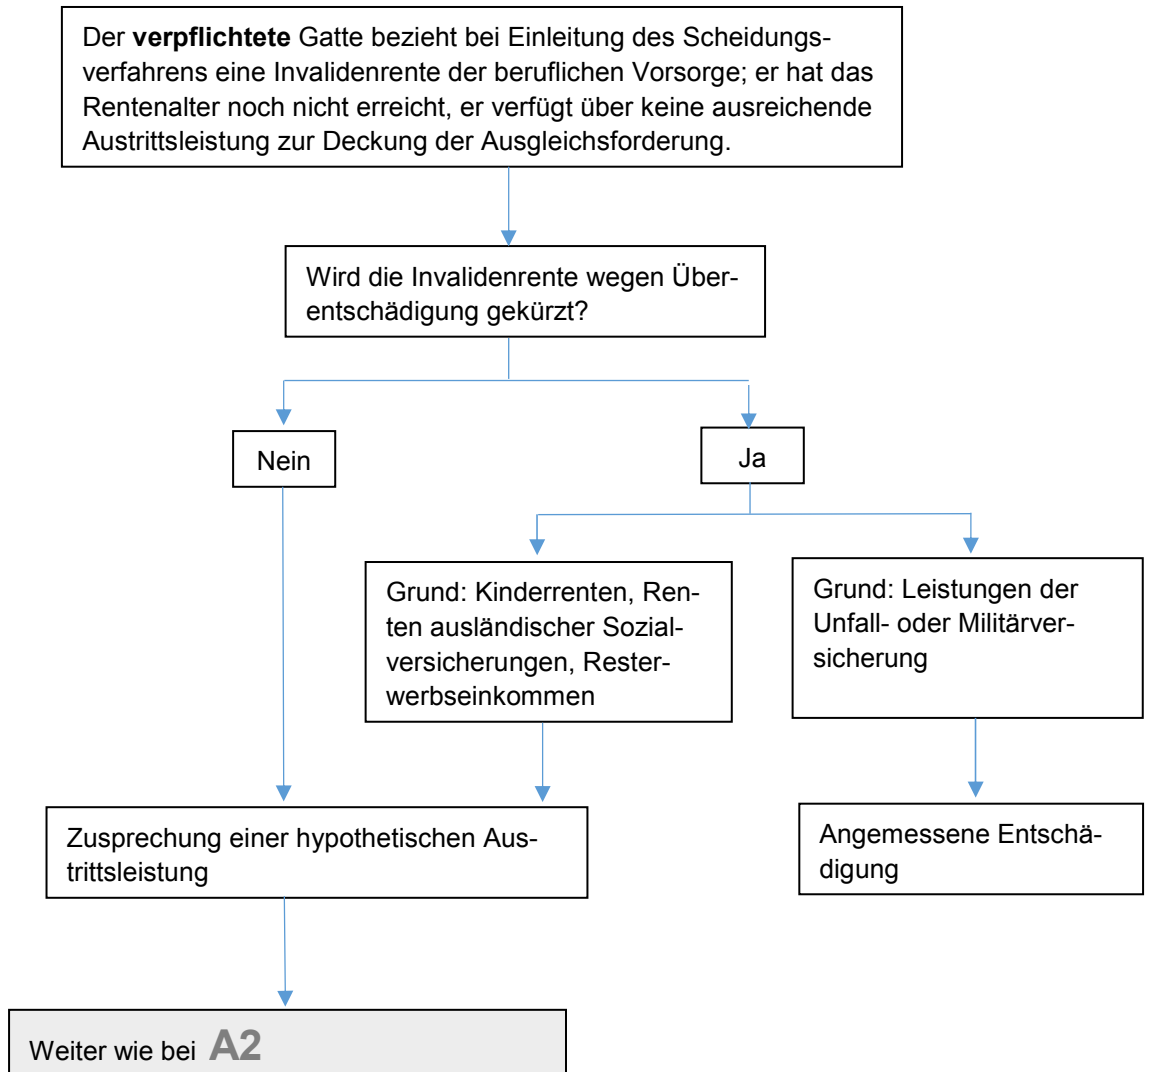 Der verpflichtete Gatte bezieht bei Einleitung des Scheidungs-
verfahrens eine Invalidenrente der beruflichen Vorsorge; er hat das
Rentenalter noch nicht erreicht, er verfügt über keine ausreichende
Austrittsleistung zur Deckung der Ausgleichsforderung.
Wird die Invalidenrente wegen Über-
entschädigung gekürzt?
Nein
Ja
Grund: Kinderrenten, Ren-
ten ausländischer Sozial-
versicherungen, Rester-
werbseinkommen
Grund: Leistungen der
Unfall- oder Militärver-
sicherung
Zusprechung einer hypothetischen Aus-
trittsleistung
Angemessene Entschä-
digung
Weiter wie bei A2